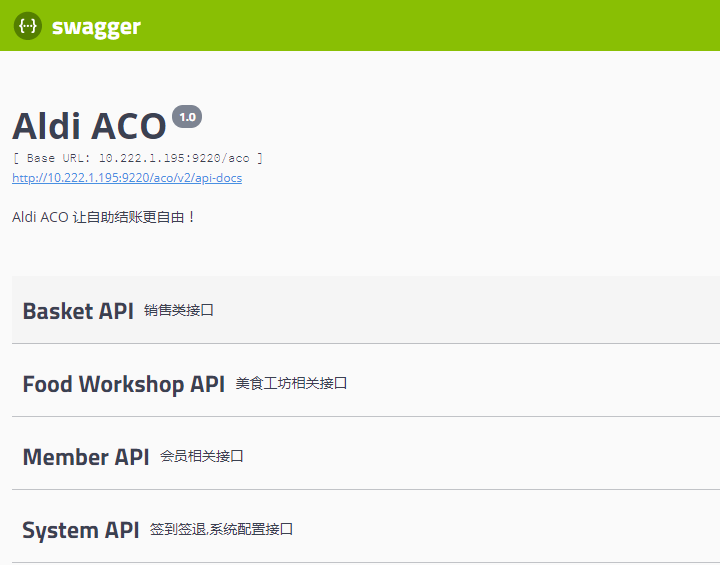 {···} swagger
Aldi ACO 1.0
[ Base URL: 10.222.1.195:9220/aco ]
http://10.222.1.195:9220/aco/v2/api-docs
Aldi ACO 让自助结账更自由！
Basket API 销售类接口
Food Workshop API 美食工坊相关接口
Member API 会员相关接口
System API 签到签退,系统配置接口